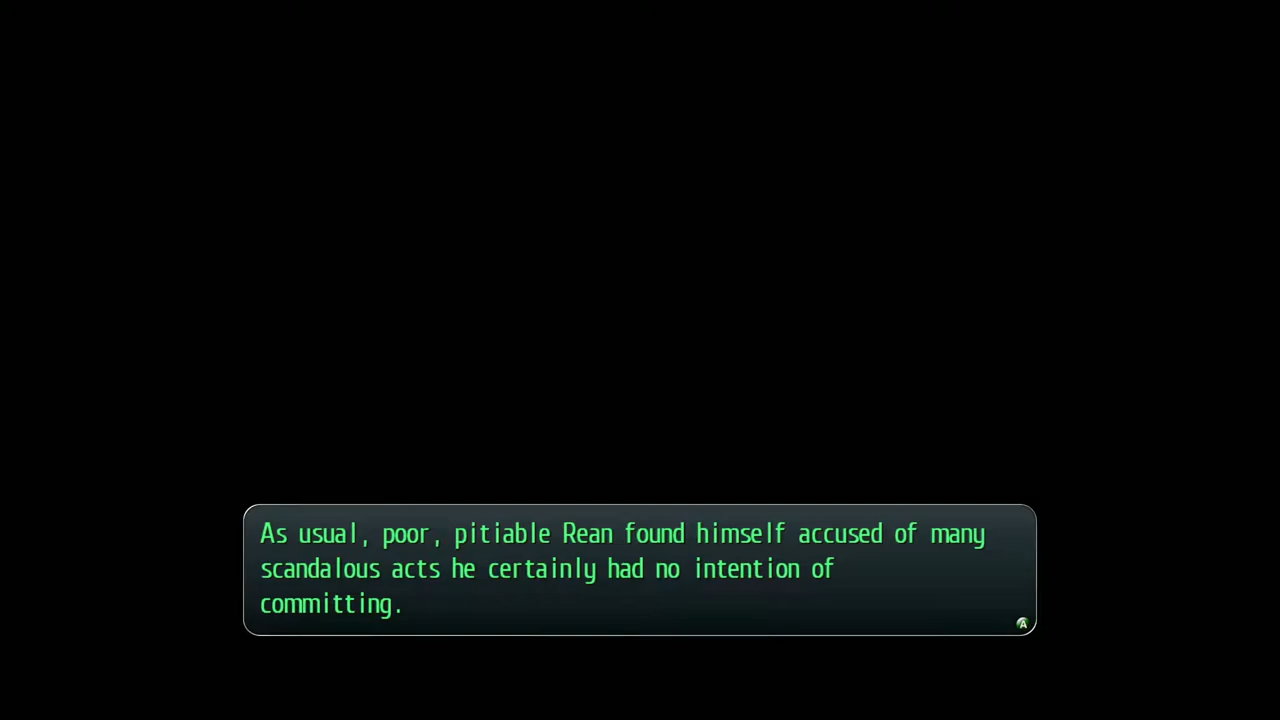 As usual, poor, pitiable Rean found himself accused of many
scandalous acts he certainly had no intention of
committing.
A